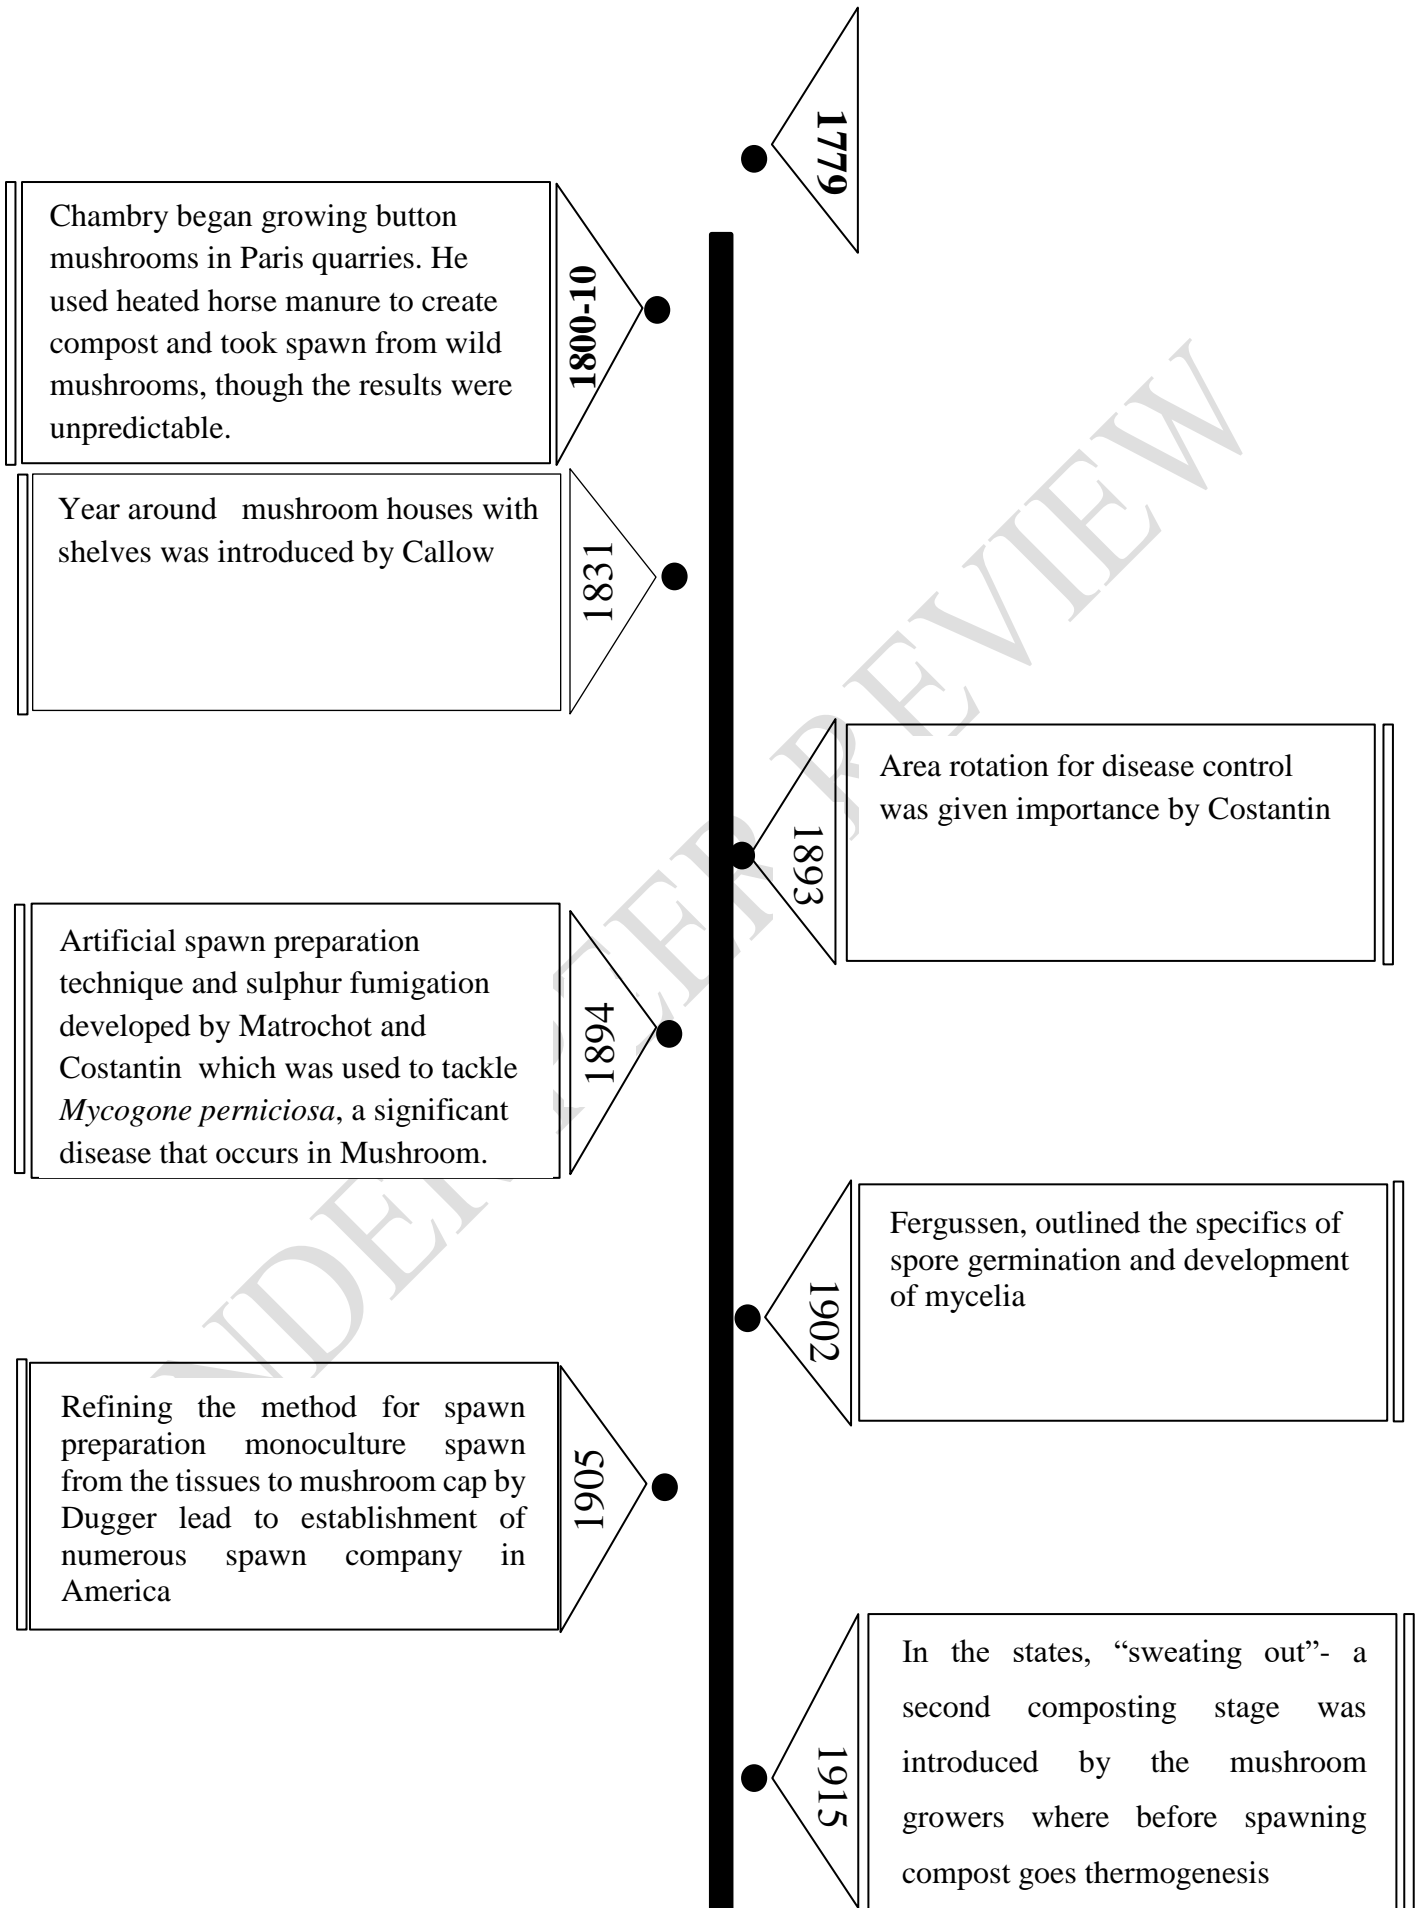 1779
Chambry began growing button
mushrooms in Paris quarries. He
used heated horse manure to create
compost and took spawn from wild
mushrooms, though the results were
unpredictable.
1800-10
Year around mushroom houses with
shelves was introduced by Callow
1831
1893
Area rotation for disease control
was given importance by Costantin
Artificial spawn preparation
technique and sulphur fumigation
developed by Matrochot and
Costantin which was used to tackle
Mycogone perniciosa, a significant
disease that occurs in Mushroom.
1894
1902
Fergussen, outlined the specifics of
spore germination and development
of mycelia
Refining the method for spawn
preparation monoculture spawn
from the tissues to mushroom cap by
Dugger lead to establishment of
numerous spawn company in
America
1905
1915
In the states, “sweating out”- a
second composting stage was
introduced by the mushroom
growers where before spawning
compost goes thermogenesis
REVIEW